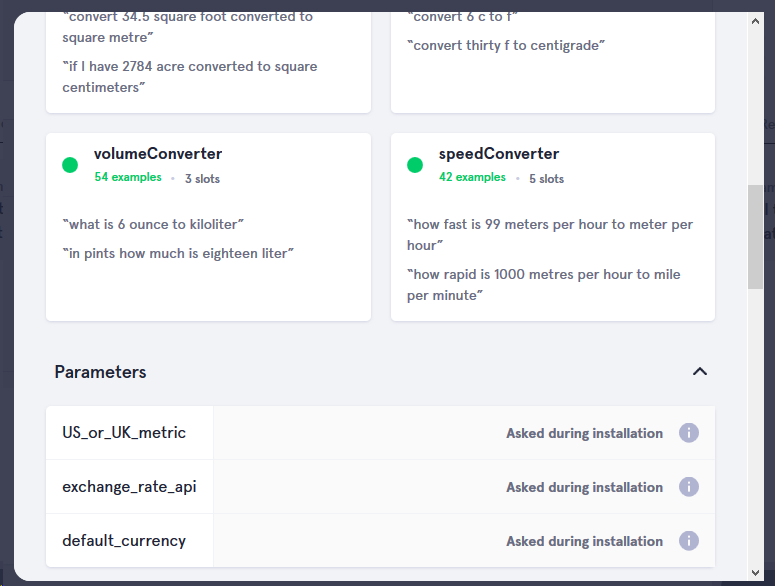 “convert 34.5 square foot converted to
square metre”
“if I have 2784 acre converted to square
centimeters”
“convert 6 c to f”
“convert thirty f to centigrade”
volumeConverter
54 examples • 3 slots
“what is 6 ounce to kiloliter”
“in pints how much is eighteen liter”
speedConverter
42 examples • 5 slots
“how fast is 99 meters per hour to meter per
hour”
“how rapid is 1000 metres per hour to mile
per minute”
Parameters
US_or_UK_metric
Asked during installation
exchange_rate_api
Asked during installation
default_currency
Asked during installation